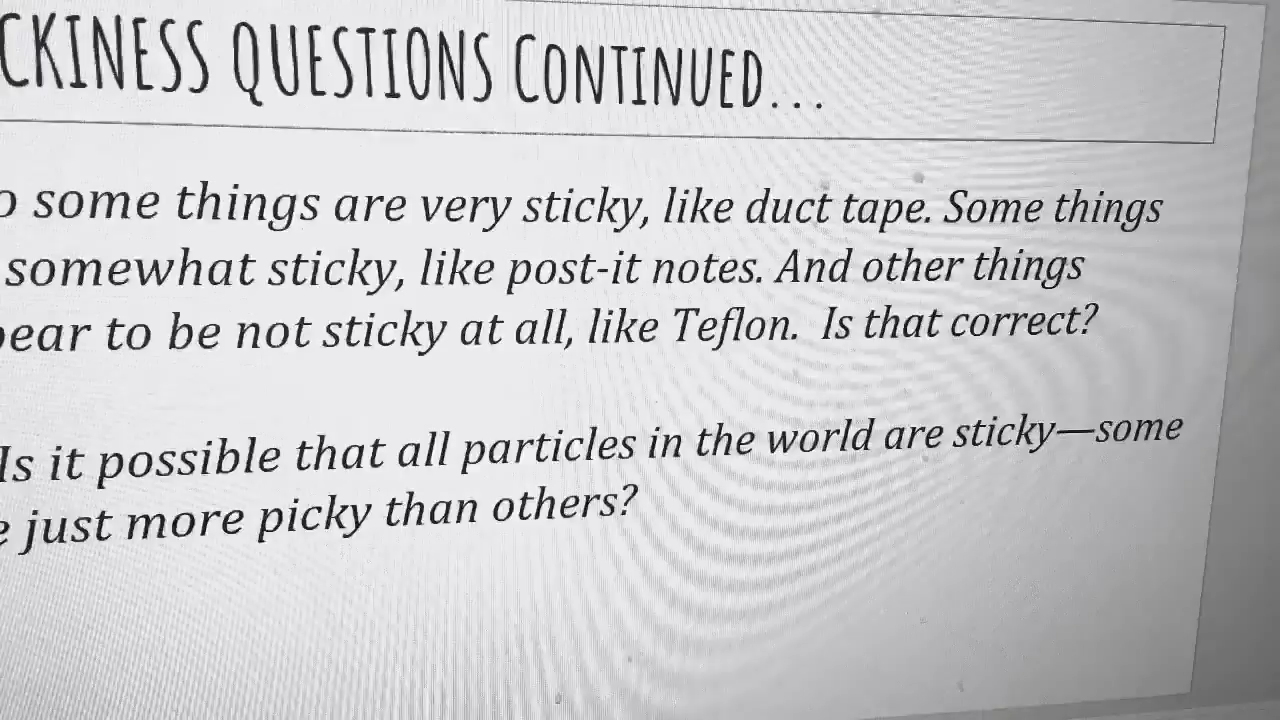 CKINESS QUESTIONS CONTINUED...
some things are very sticky, like duct tape. Some things
somewhat sticky, like post-it notes. And other things
ear to be not sticky at all, like Teflon. Is that correct?
Is it possible that all particles in the world are sticky—some
just more picky than others?